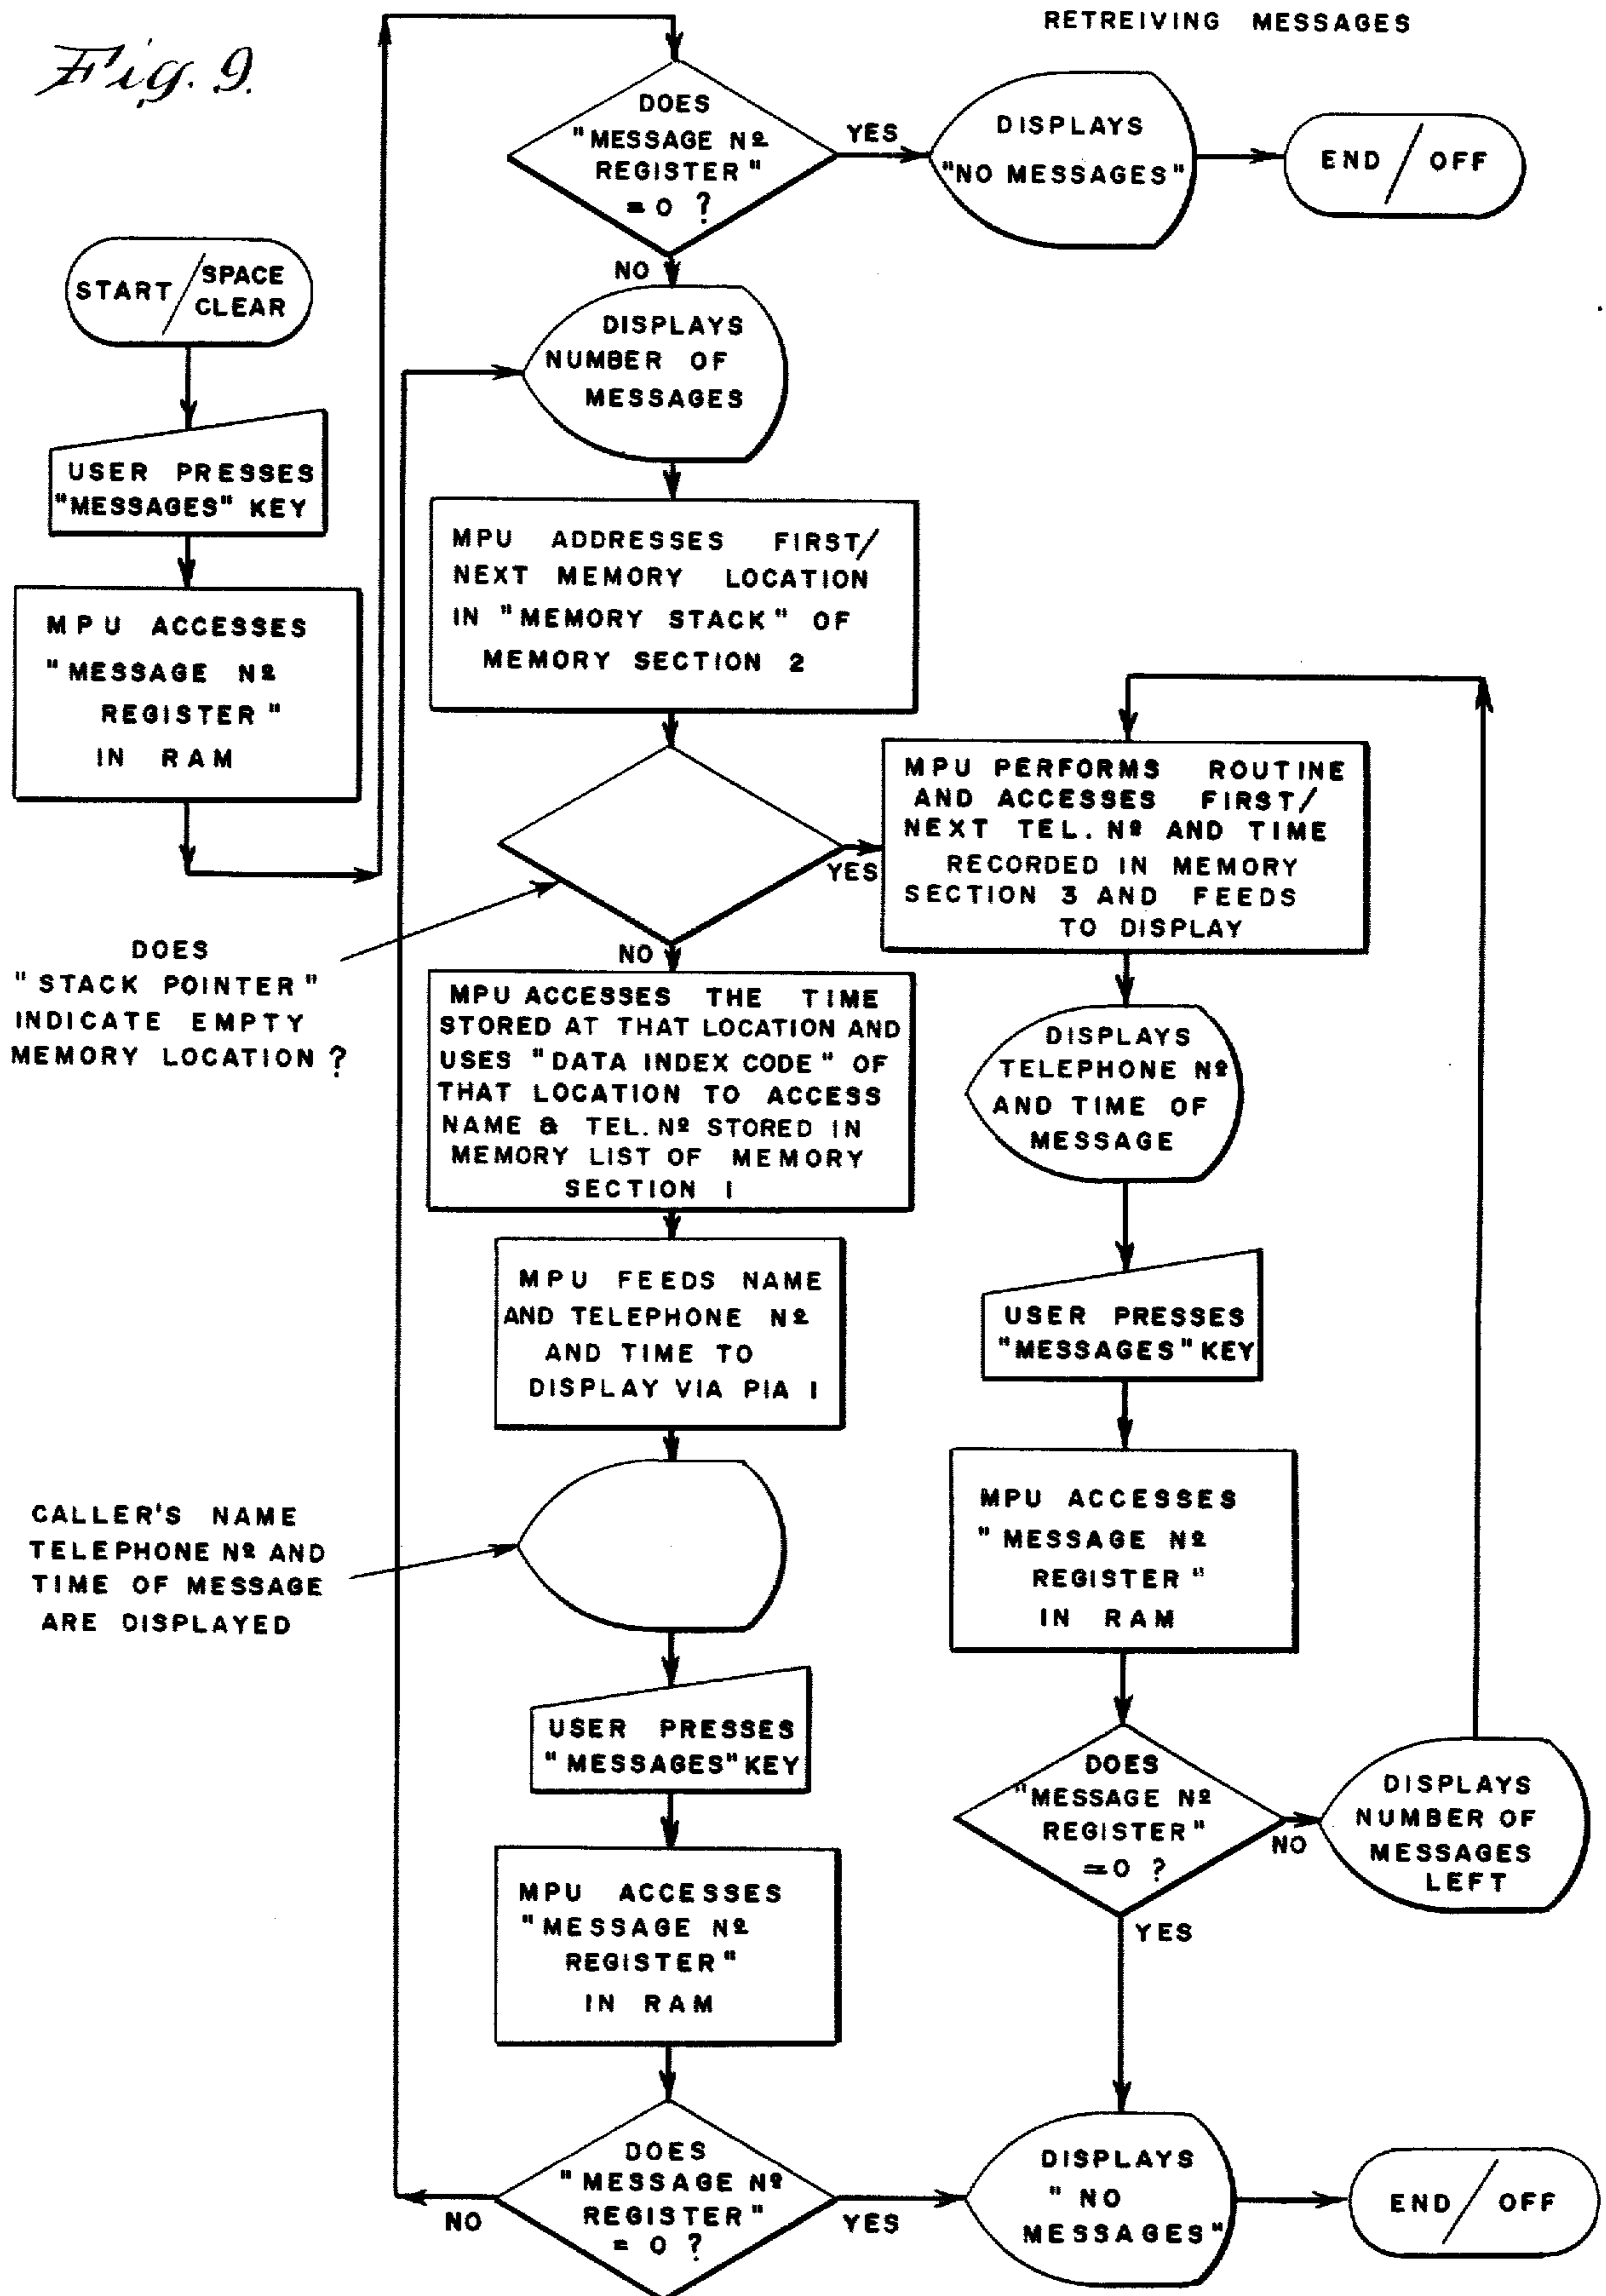 Fig. 9.
RETREIVING MESSAGES
DOES
"MESSAGE Nº
REGISTER"
= 0 ?
YES
DISPLAYS
"NO MESSAGES"
END / OFF
NO
START / SPACE
CLEAR
USER PRESSES
"MESSAGES" KEY
MPU ACCESSES
"MESSAGE Nº
REGISTER"
IN RAM
DISPLAYS
NUMBER OF
MESSAGES
MPU ADDRESSES FIRST/
NEXT MEMORY LOCATION
IN "MEMORY STACK" OF
MEMORY SECTION 2
DOES
"STACK POINTER"
INDICATE EMPTY
MEMORY LOCATION ?
YES
NO
MPU PERFORMS ROUTINE
AND ACCESSES FIRST/
NEXT TEL. Nº AND TIME
RECORDED IN MEMORY
SECTION 3 AND FEEDS
TO DISPLAY
MPU ACCESSES THE TIME
STORED AT THAT LOCATION AND
USES "DATA INDEX CODE" OF
THAT LOCATION TO ACCESS
NAME & TEL. Nº STORED IN
MEMORY LIST OF MEMORY
SECTION 1
DISPLAYS
TELEPHONE Nº
AND TIME OF
MESSAGE
MPU FEEDS NAME
AND TELEPHONE Nº
AND TIME TO
DISPLAY VIA PIA 1
USER PRESSES
"MESSAGES" KEY
CALLER'S NAME
TELEPHONE Nº AND
TIME OF MESSAGE
ARE DISPLAYED
MPU ACCESSES
"MESSAGE Nº
REGISTER"
IN RAM
USER PRESSES
"MESSAGES" KEY
DOES
"MESSAGE Nº
REGISTER"
=0 ?
NO
DISPLAYS
NUMBER OF
MESSAGES
LEFT
YES
MPU ACCESSES
"MESSAGE Nº
REGISTER"
IN RAM
DOES
"MESSAGE Nº
REGISTER"
= 0 ?
NO
YES
DISPLAYS
"NO
MESSAGES"
END / OFF